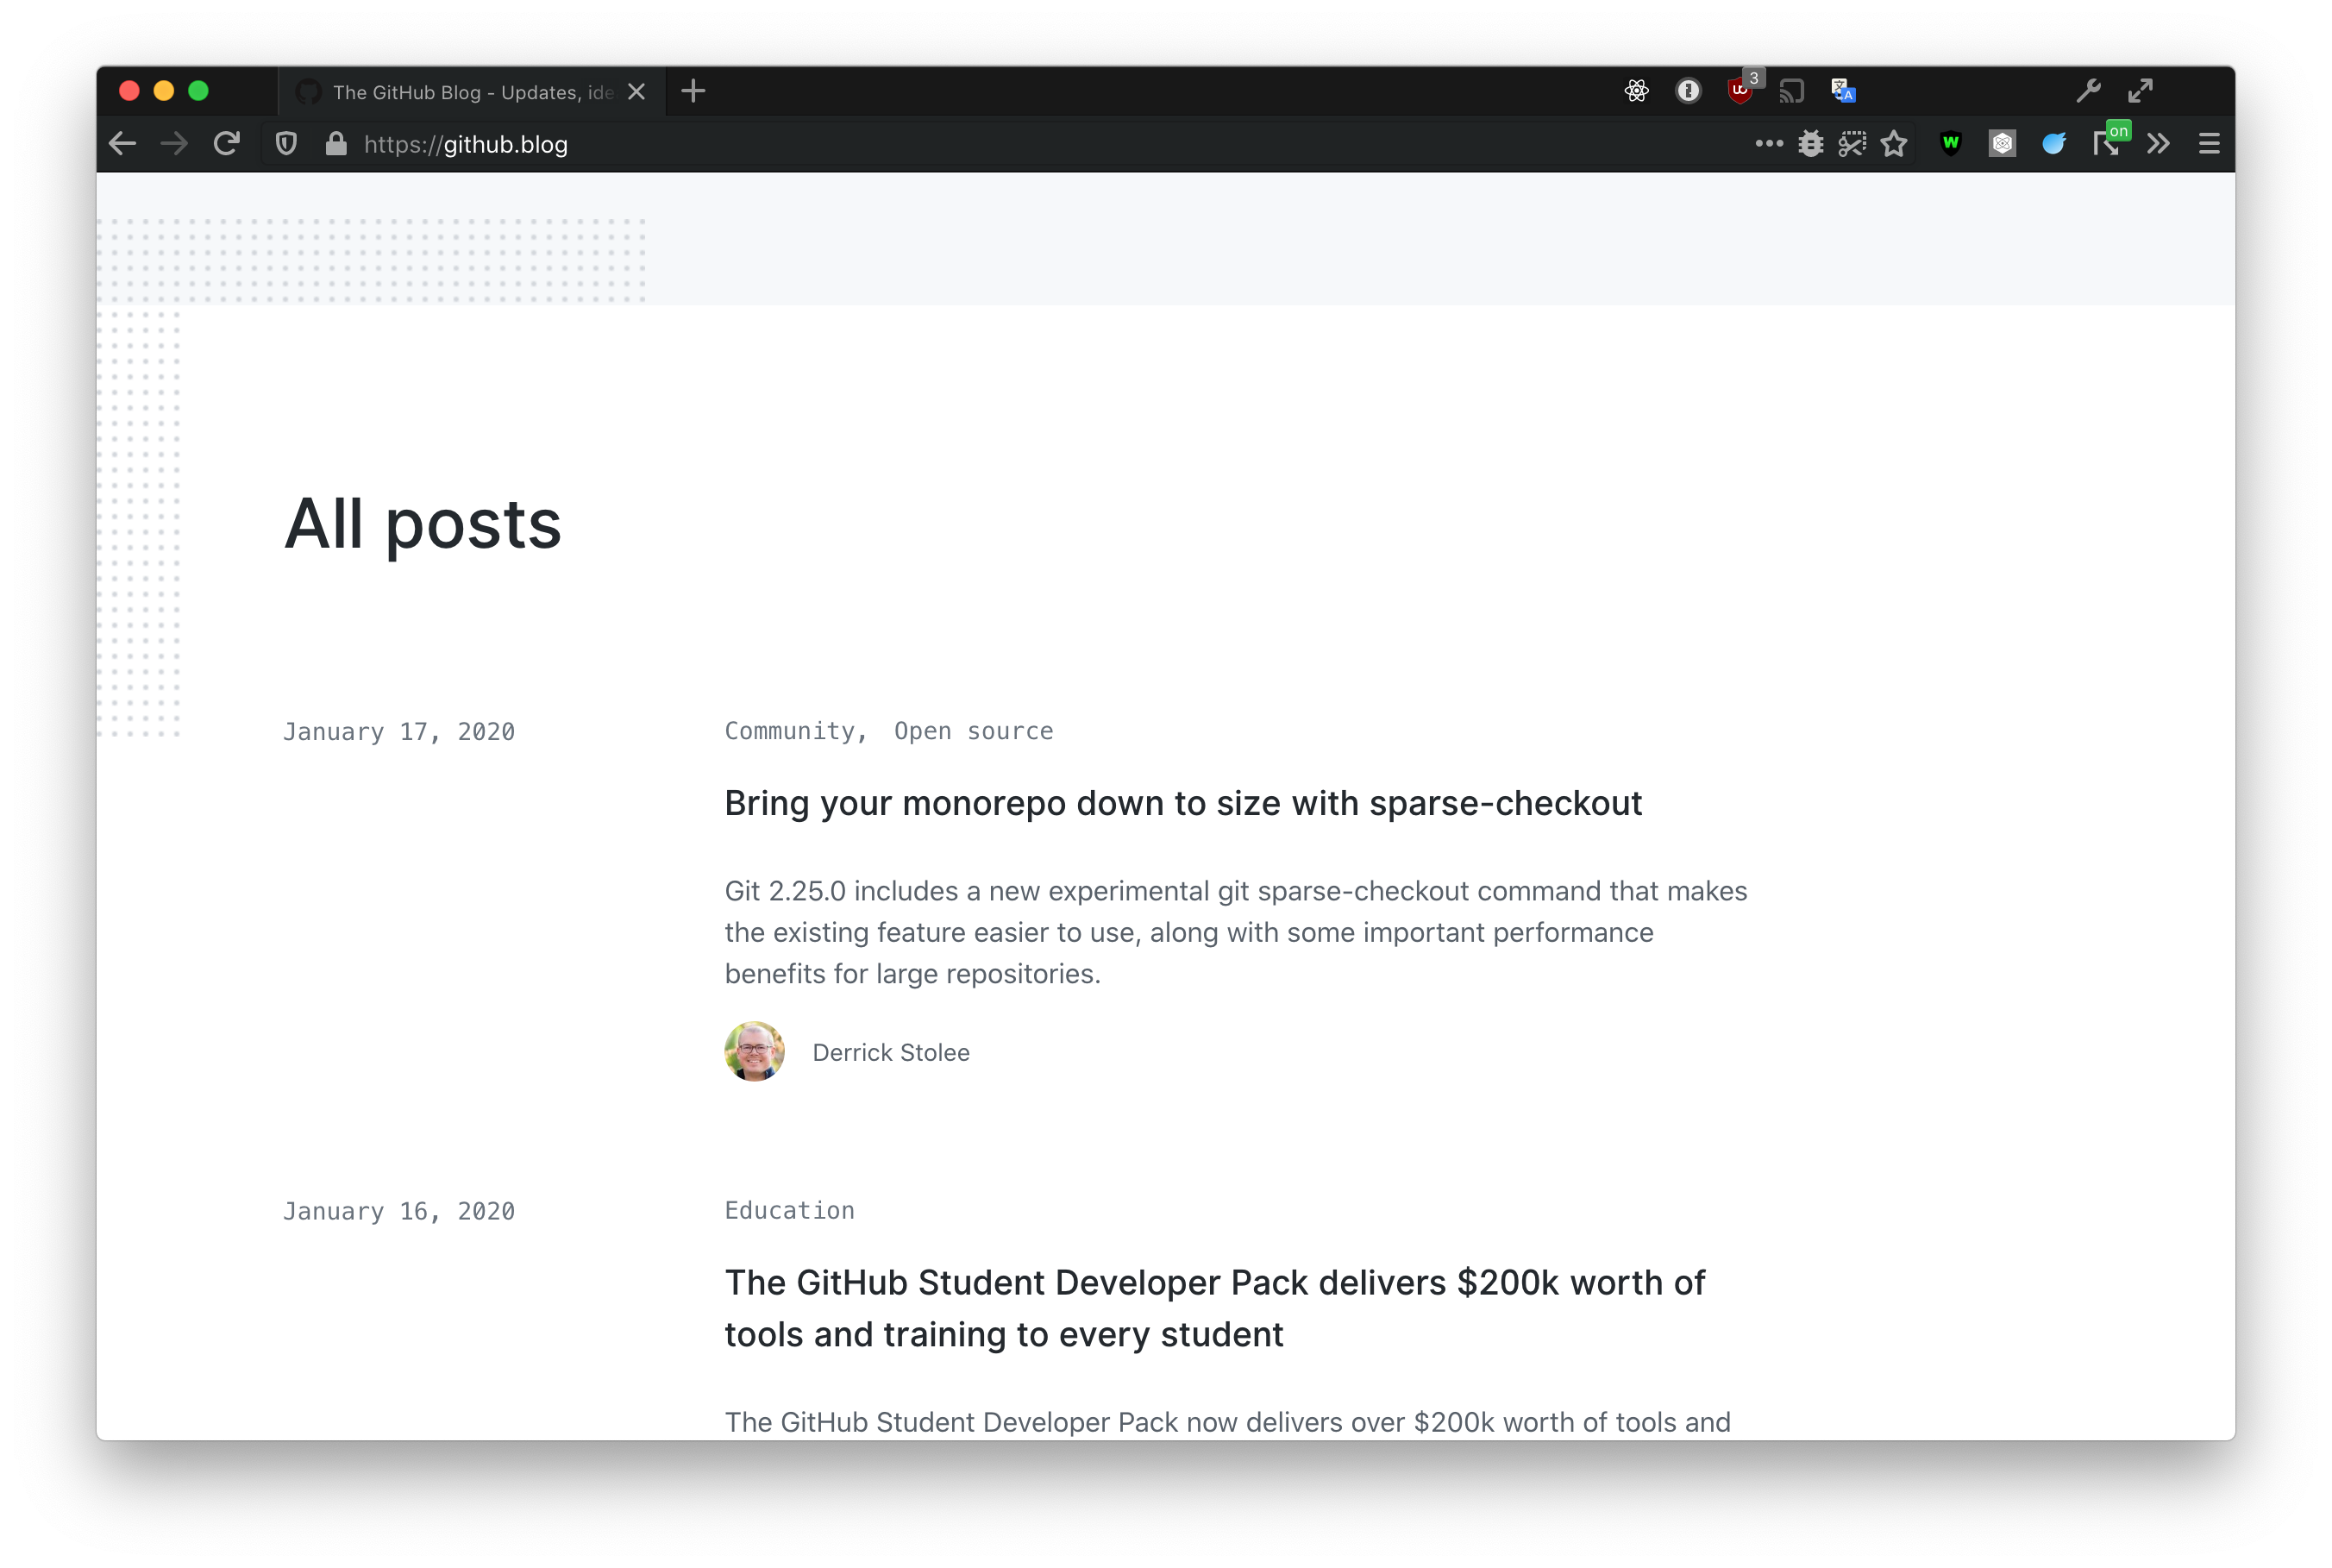 The GitHub Blog - Updates, ide
3
https://github.blog
on
All posts
January 17, 2020
Community, Open source
Bring your monorepo down to size with sparse-checkout
Git 2.25.0 includes a new experimental git sparse-checkout command that makes
the existing feature easier to use, along with some important performance
benefits for large repositories.
Derrick Stolee
January 16, 2020
Education
The GitHub Student Developer Pack delivers $200k worth of
tools and training to every student
The GitHub Student Developer Pack now delivers over $200k worth of tools and